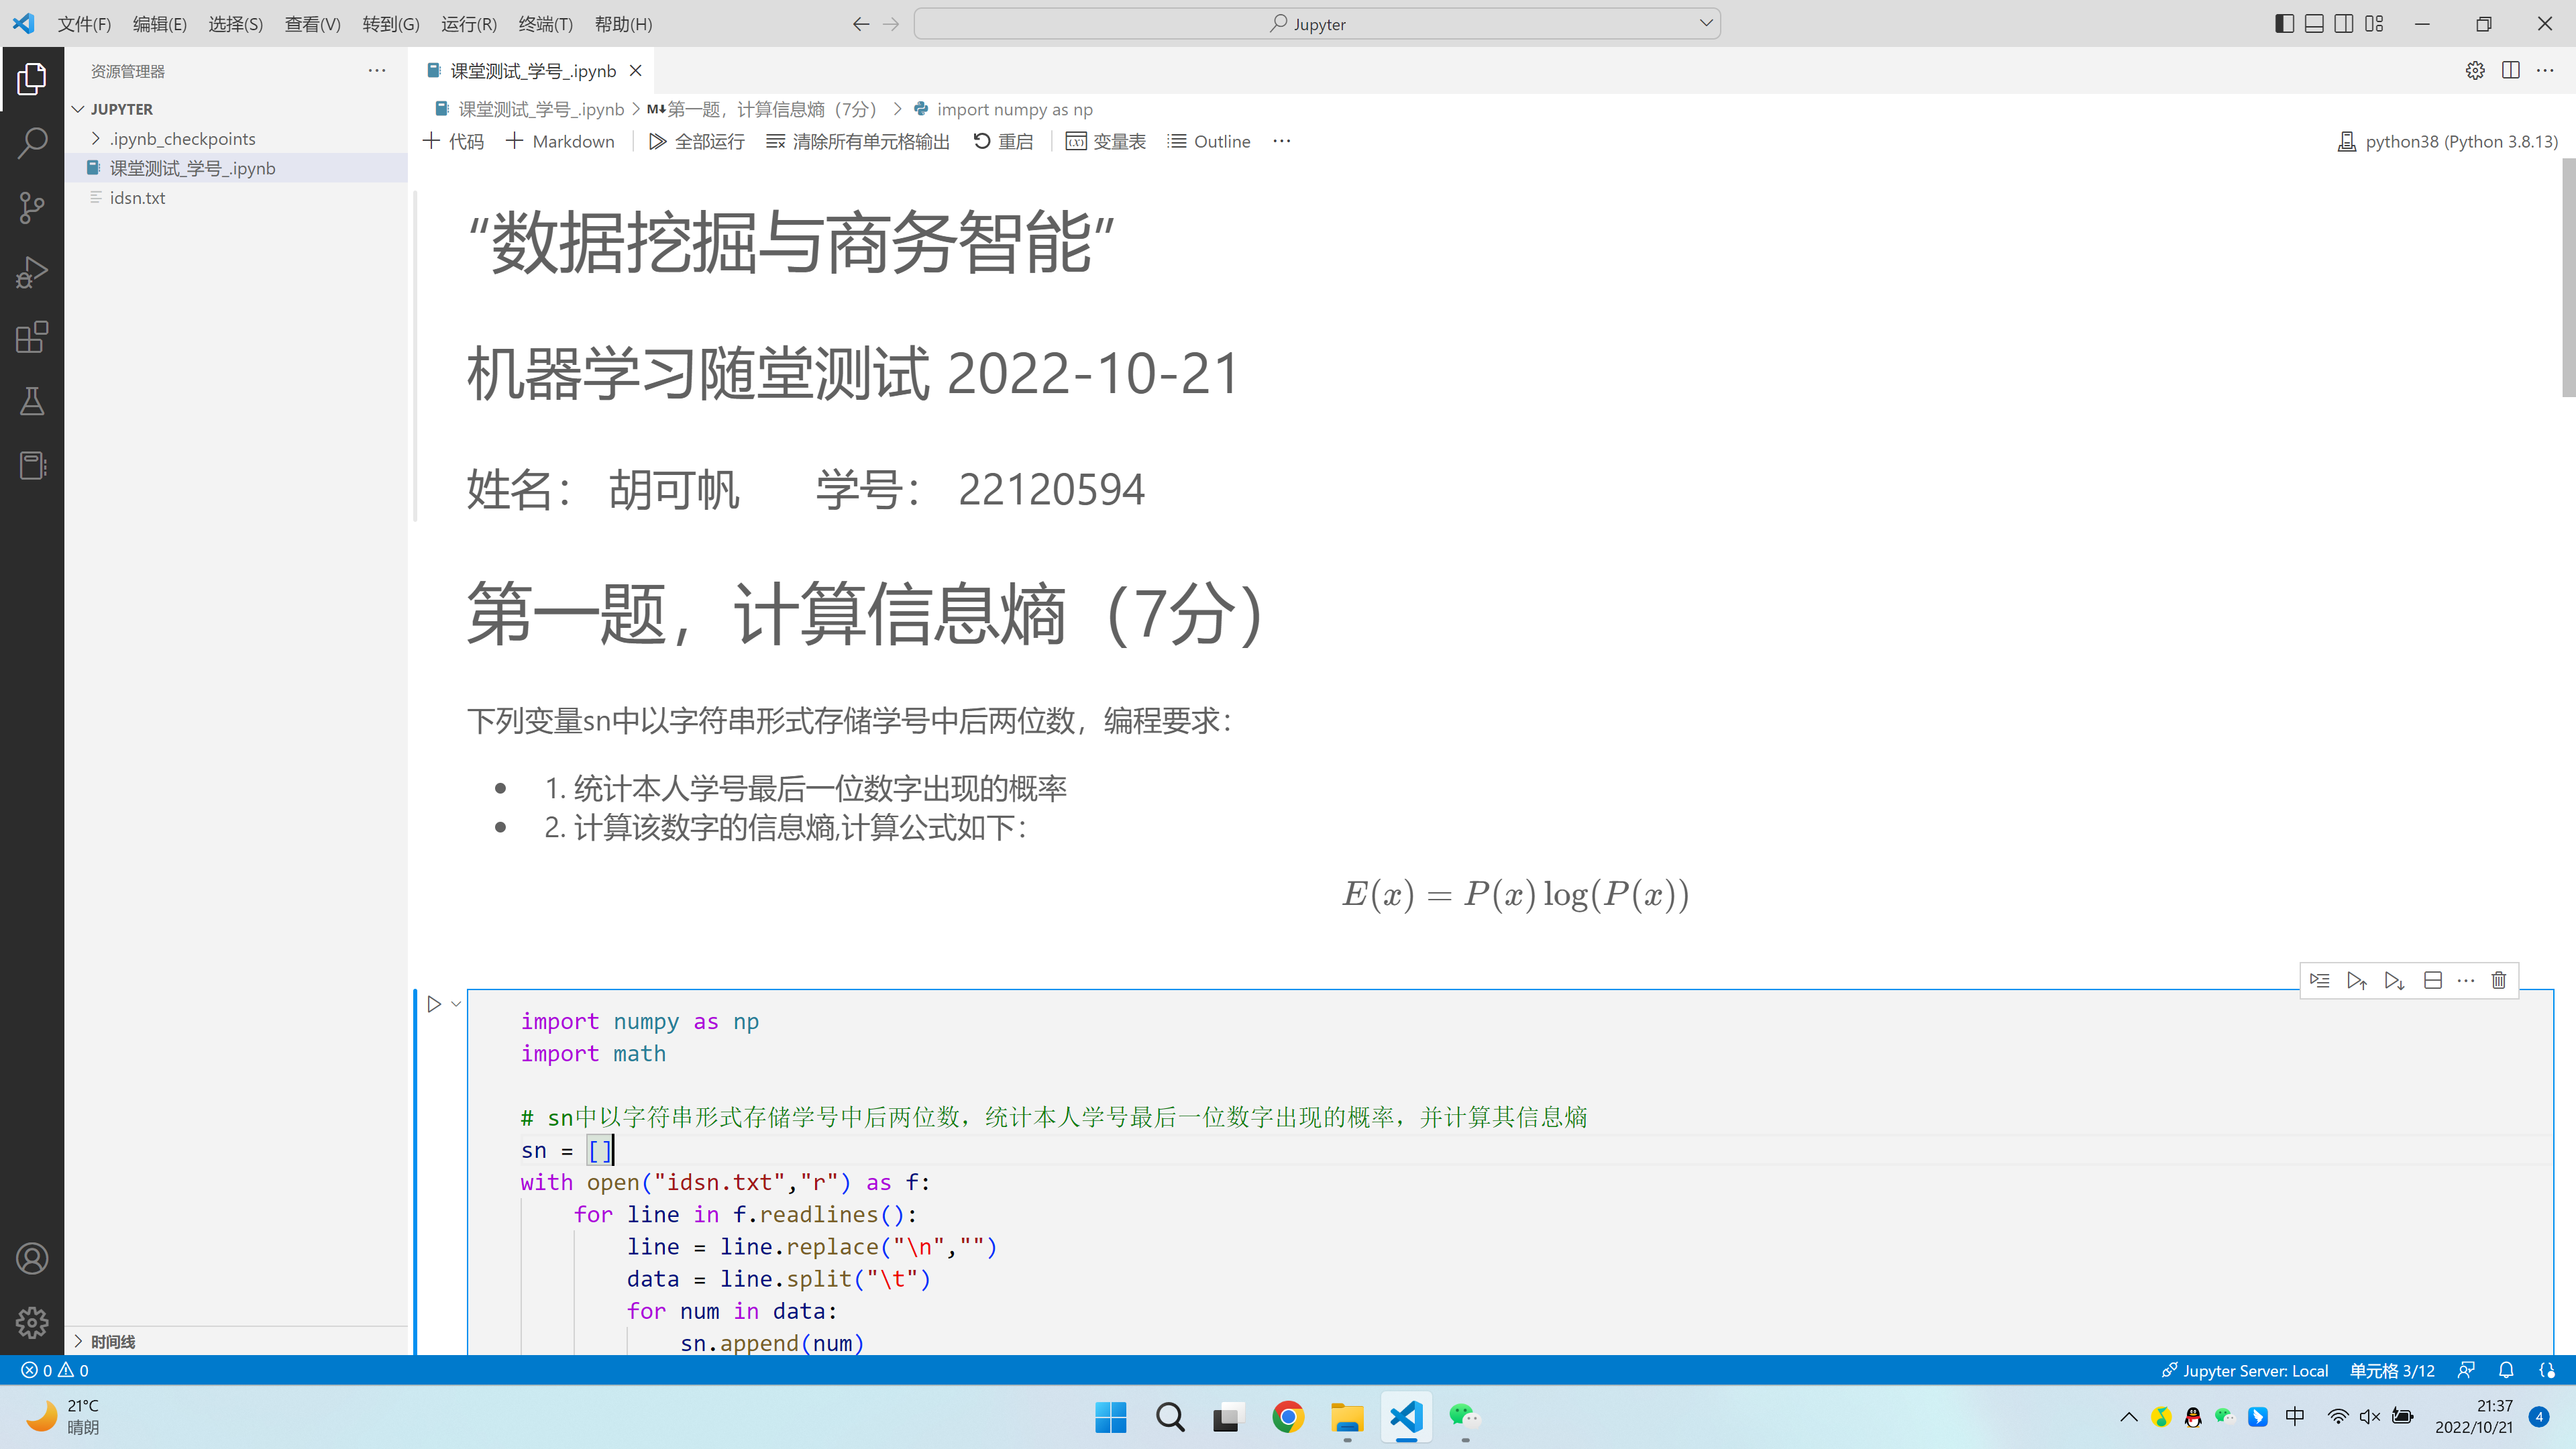 文件(F) 编辑(E) 选择(S) 查看(V) 转到(G) 运行(R) 终端(T) 帮助(H) Jupyter
资源管理器
JUPYTER
.ipynb_checkpoints
课堂测试_学号_.ipynb
idsn.txt
时间线
课堂测试_学号_.ipynb
课堂测试_学号_.ipynb > M↓第一题，计算信息熵（7分） > import numpy as np
代码 Markdown 全部运行 清除所有单元格输出 重启 变量表 Outline ··· python38 (Python 3.8.13)
“数据挖掘与商务智能”
机器学习随堂测试 2022-10-21
姓名： 胡可帆 学号： 22120594
第一题，计算信息熵（7分）
下列变量sn中以字符串形式存储学号中后两位数，编程要求：
• 1. 统计本人学号最后一位数字出现的概率
• 2. 计算该数字的信息熵,计算公式如下：
E(x) = P(x) log(P(x))
import numpy as np
import math
# sn中以字符串形式存储学号中后两位数，统计本人学号最后一位数字出现的概率，并计算其信息熵
sn = []
with open("idsn.txt","r") as f:
for line in f.readlines():
line = line.replace("\n","")
data = line.split("\t")
for num in data:
sn.append(num)
0 0 Jupyter Server: Local 单元格 3/12
21°C
晴朗
中
21:37
2022/10/21
4